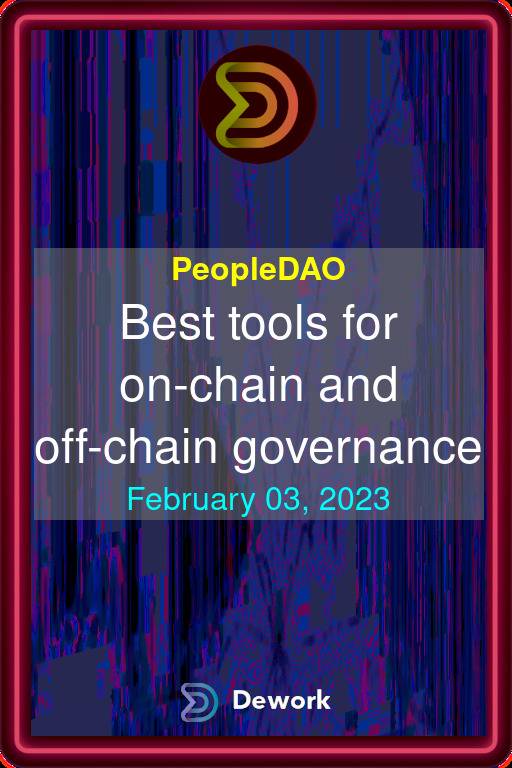 PeopleDAO
Best tools for
on-chain and
off-chain governance
February 03, 2023
Dework